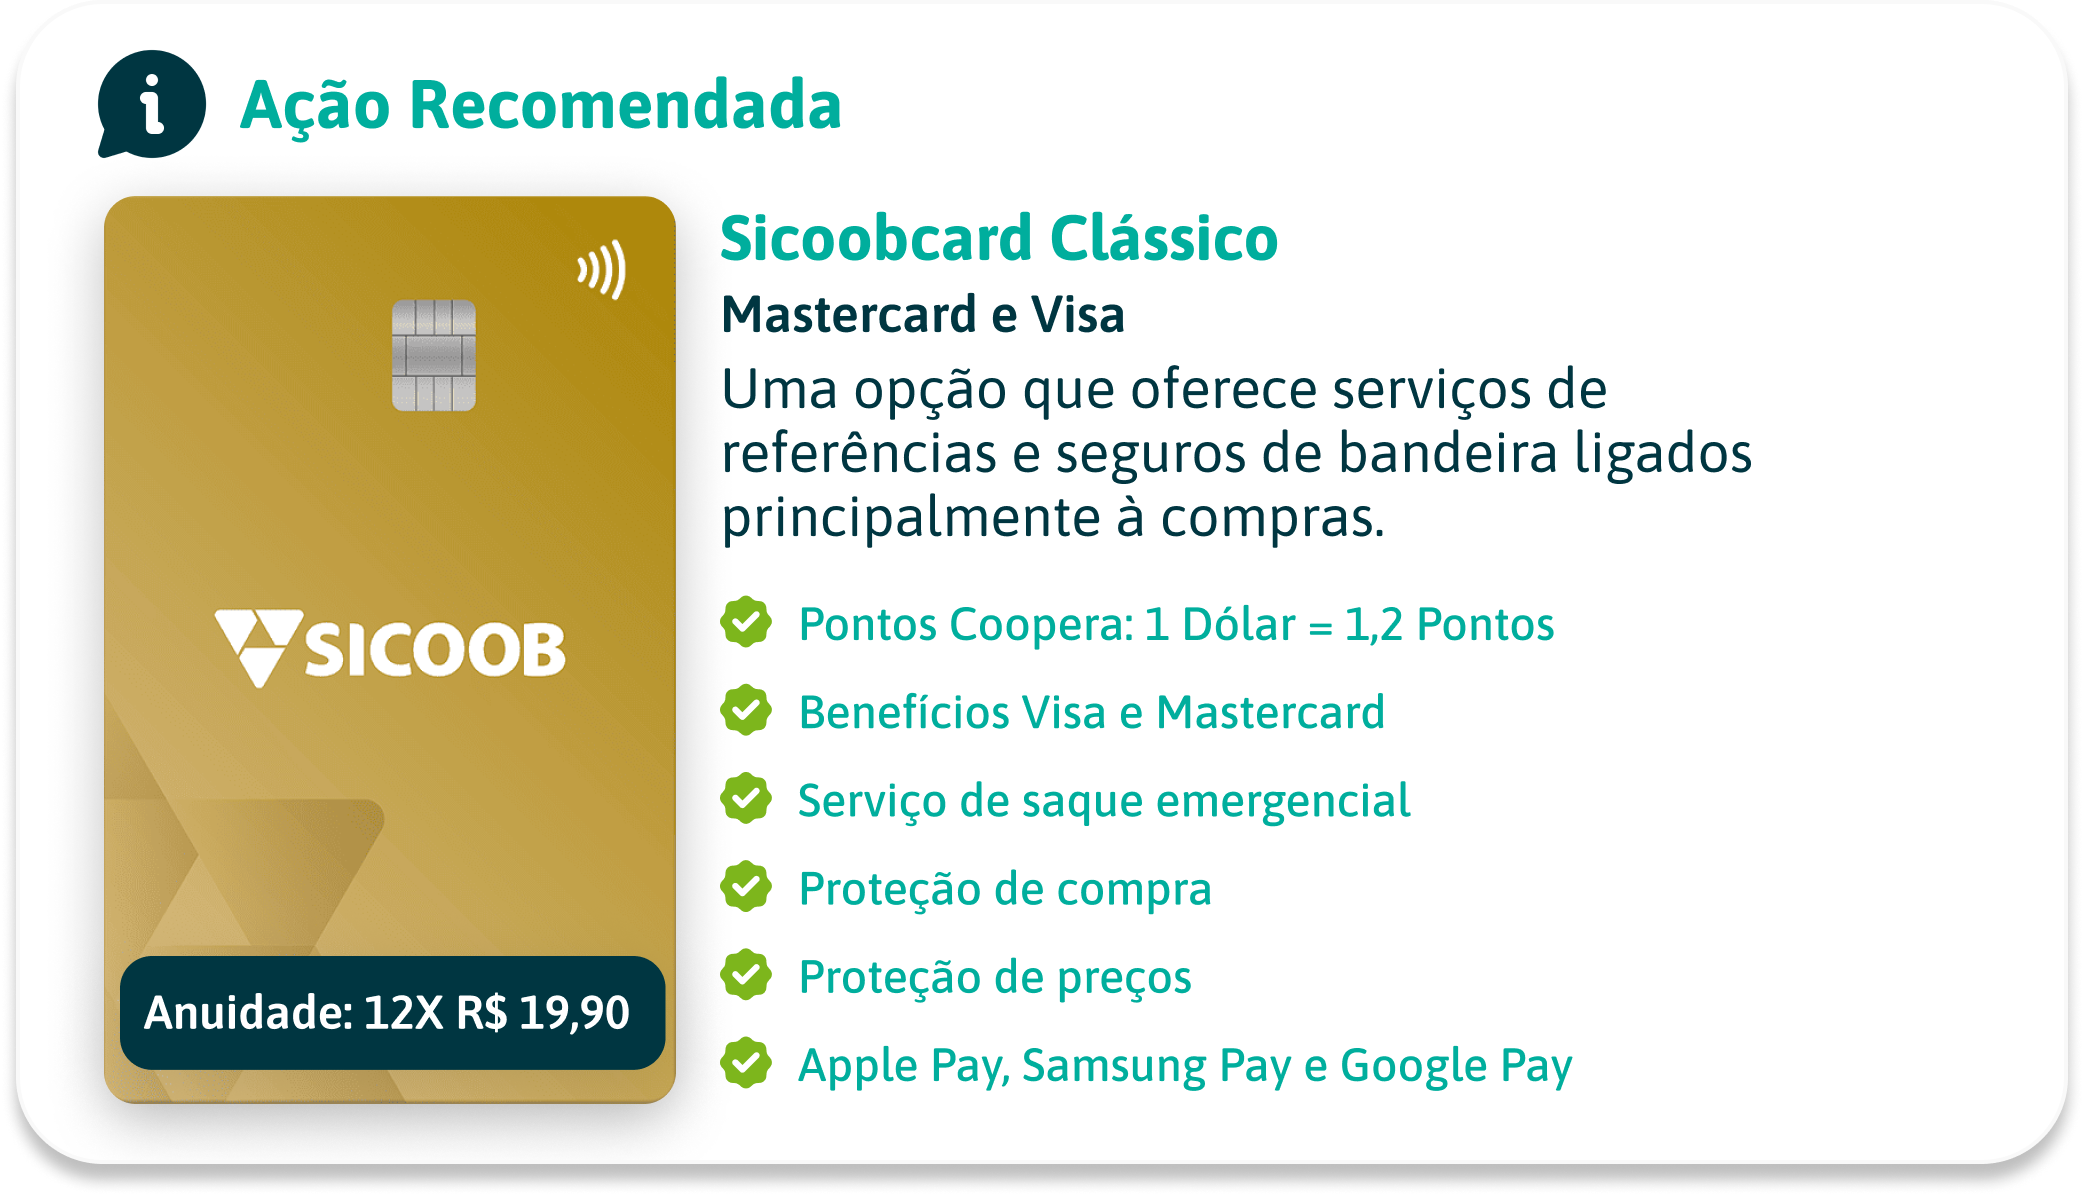 Ação Recomendada
SICOOB
Anuidade: 12X R$ 19,90
Sicoobcard Clássico
Mastercard e Visa
Uma opção que oferece serviços de
referências e seguros de bandeira ligados
principalmente à compras.
Pontos Coopera: 1 Dólar = 1,2 Pontos
Benefícios Visa e Mastercard
Serviço de saque emergencial
Proteção de compra
Proteção de preços
Apple Pay, Samsung Pay e Google Pay